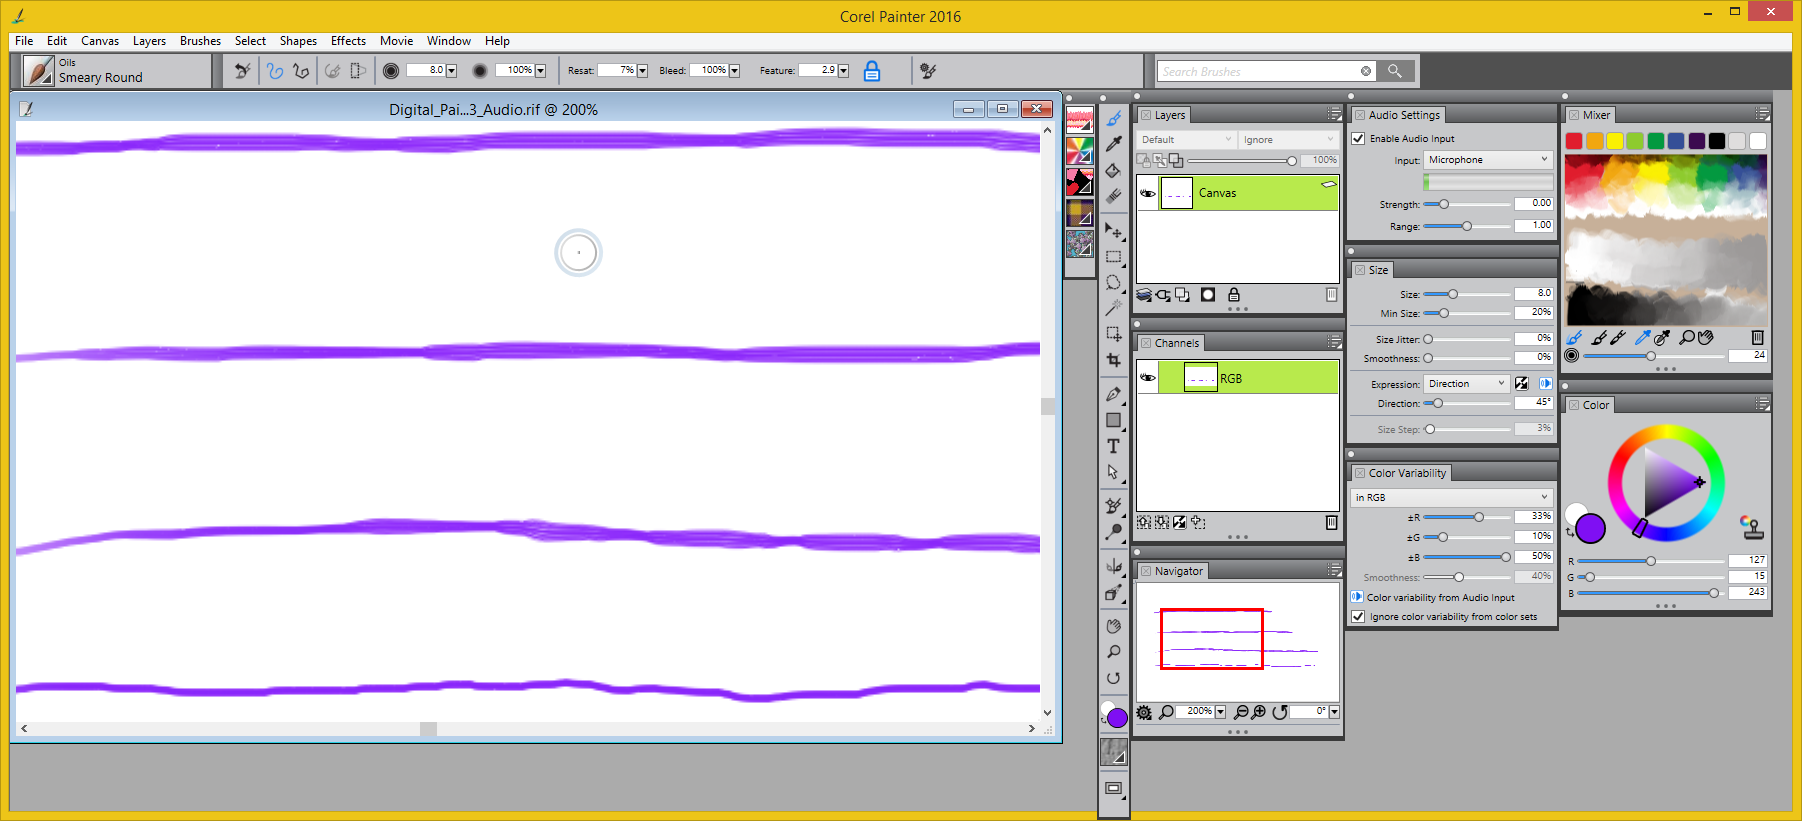 Corel Painter 2016
File Edit Canvas Layers Brushes Select Shapes Effects Movie Window Help
Oils
Smeary Round
8.0 100% Resat: 7% Bleed: 100% Feature: 2.9
Search Brushes
Digital_Pai...3_Audio.rif @ 200%
Layers
Default Ignore
100%
Canvas
Channels
RGB
Navigator
200% 0°
T
Audio Settings
Enable Audio Input
Input: Microphone
Strength: 0.00
Range: 1.00
Size
Size: 8.0
Min Size: 20%
Size Jitter: 0%
Smoothness: 0%
Expression: Direction
Direction: 45°
Size Step: 3%
Color Variability
in RGB
±R 33%
±G 10%
±B 50%
Smoothness: 40%
Color variability from Audio Input
Ignore color variability from color sets
Mixer
24
Color
R 127
G 15
B 243